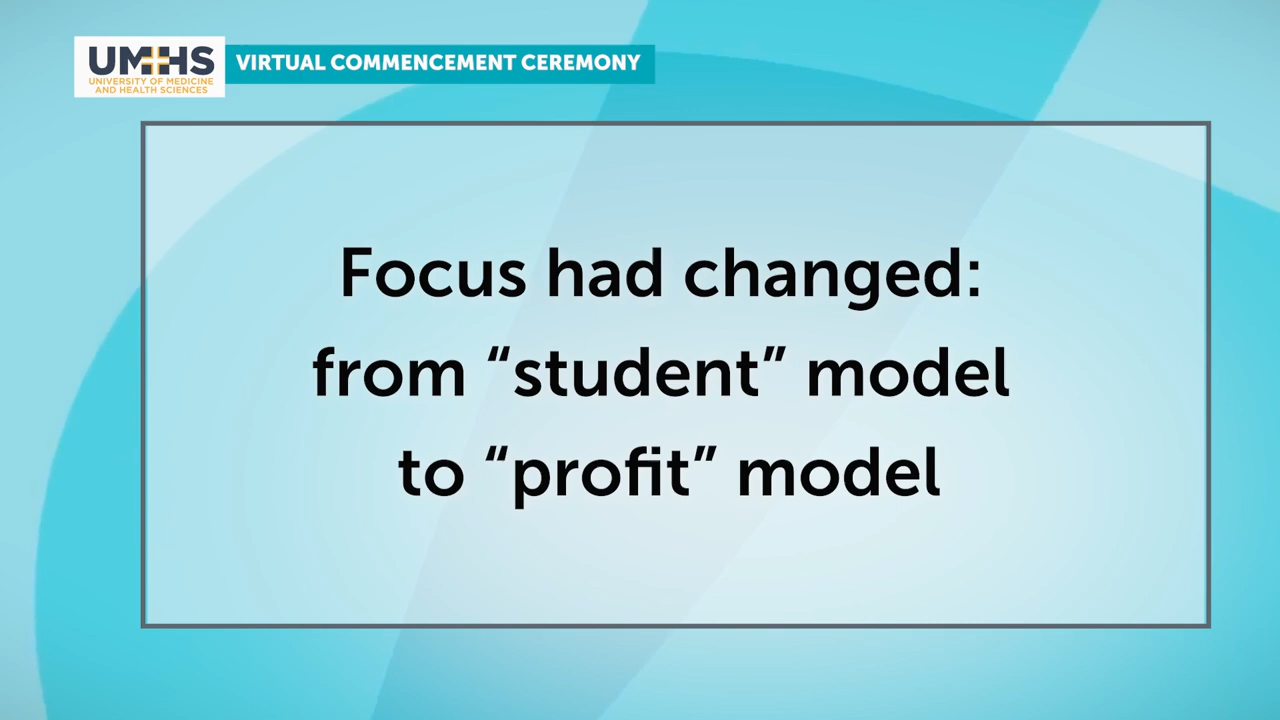 UMHS
UNIVERSITY OF MEDICINE
AND HEALTH SCIENCES
VIRTUAL COMMENCEMENT CEREMONY
Focus had changed:
from “student” model
to “profit” model